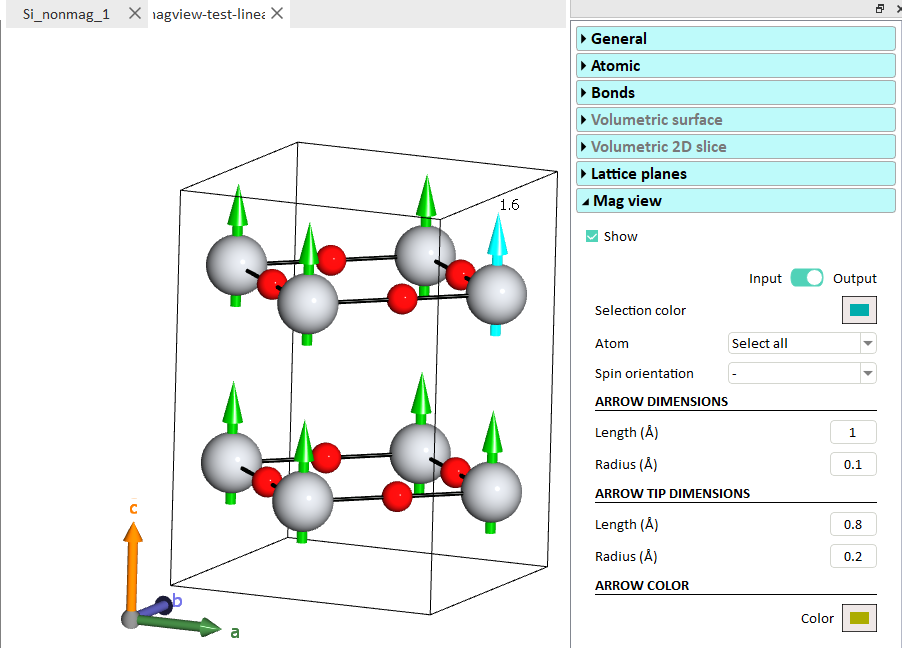 Si_nonmag_1
nagview-test-linea
General
Atomic
Bonds
Volumetric surface
Volumetric 2D slice
Lattice planes
Mag view
Show
Input Output
Selection color
Atom Select all
Spin orientation -
ARROW DIMENSIONS
Length (Å) 1
Radius (Å) 0.1
ARROW TIP DIMENSIONS
Length (Å) 0.8
Radius (Å) 0.2
ARROW COLOR
Color
1.6
c
b
a